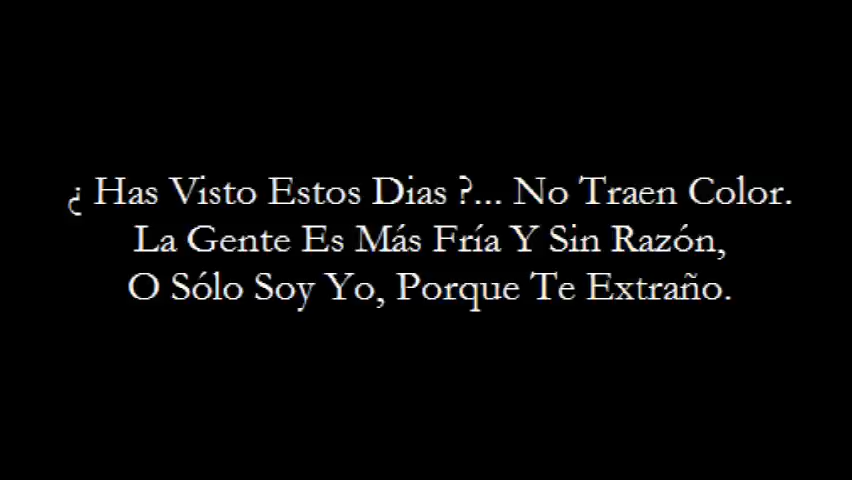 ¿ Has Visto Estos Dias ?... No Traen Color.
La Gente Es Más Fría Y Sin Razón,
O Sólo Soy Yo, Porque Te Extraño.